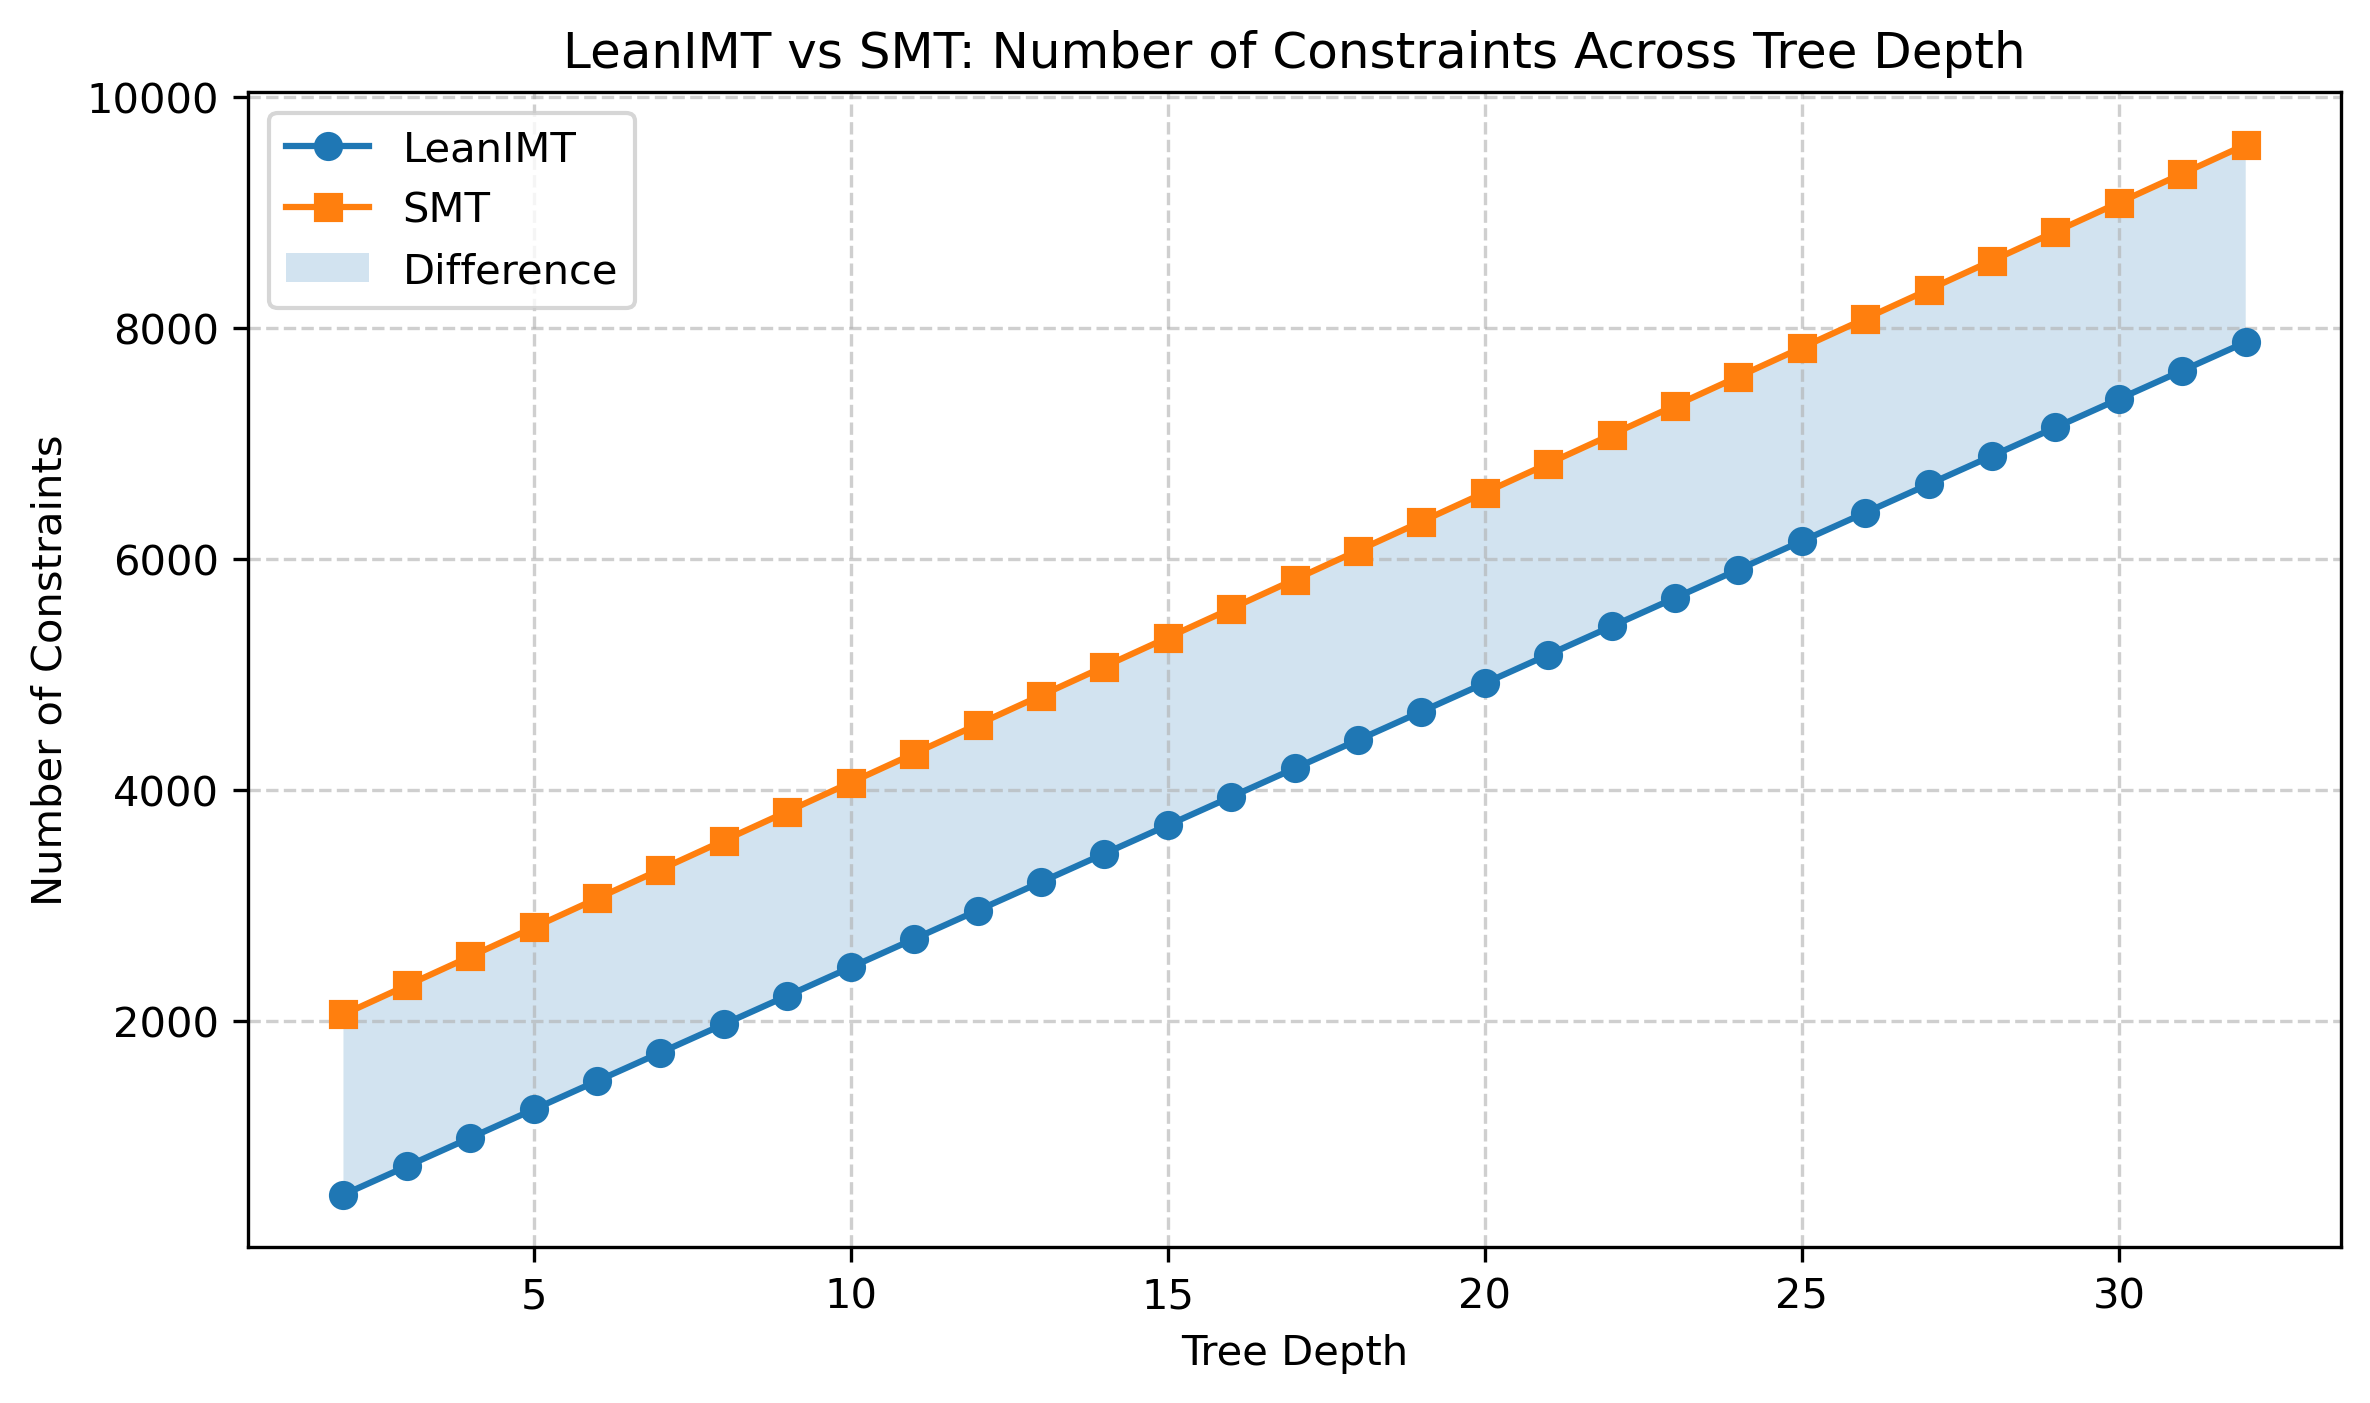 LeanIMT vs SMT: Number of Constraints Across Tree Depth
10000
8000
6000
4000
2000
Number of Constraints
LeanIMT
SMT
Difference
5
10
15
20
25
30
Tree Depth